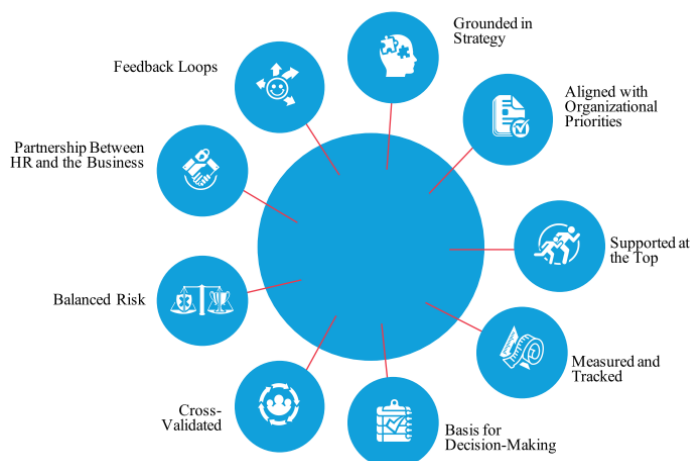 Grounded in
Strategy
Aligned with
Organizational
Priorities
Supported at
the Top
Measured and
Tracked
Basis for
Decision-Making
Cross-
Validated
Balanced Risk
Partnership Between
HR and the Business
Feedback Loops